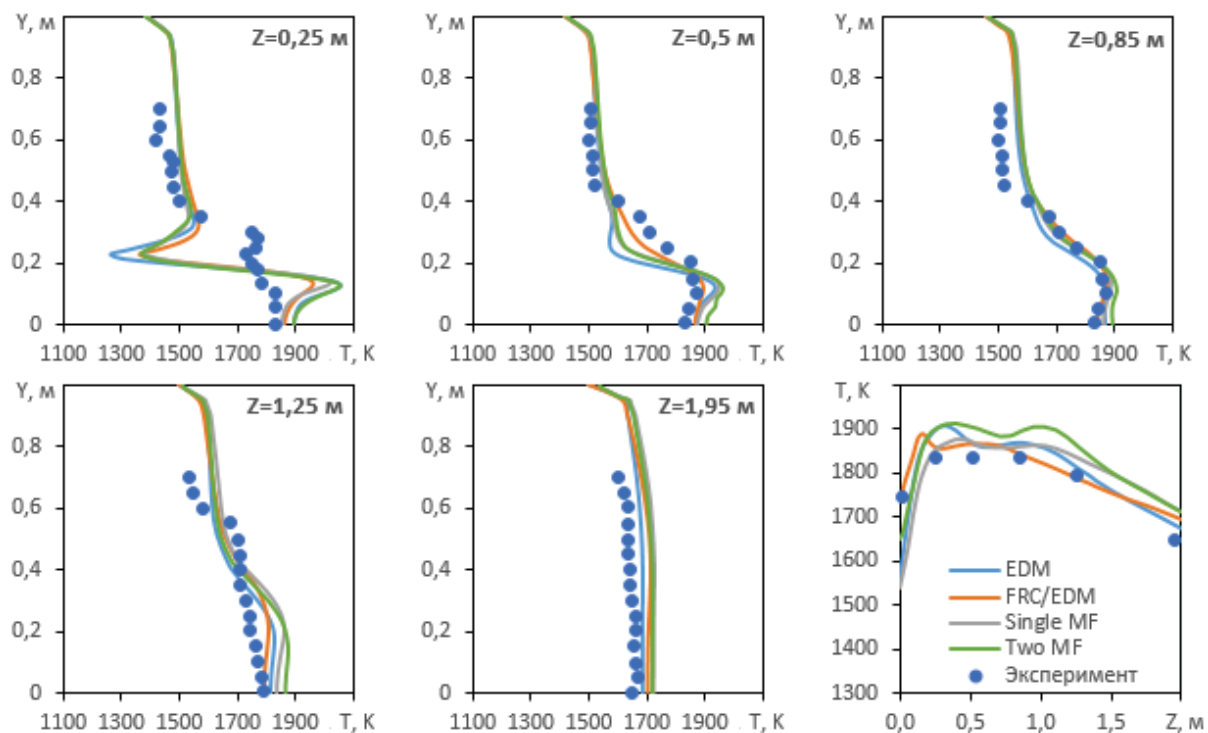 Y, м
Z=0,25 м
0,8
0,6
0,4
0,2
0
1100 1300 1500 1700 1900 T, К
Y, м
Z=0,5 м
0,8
0,6
0,4
0,2
0
1100 1300 1500 1700 1900 T, К
Y, м
Z=0,85 м
0,8
0,6
0,4
0,2
0
1100 1300 1500 1700 1900 T, К
Y, м
Z=1,25 м
0,8
0,6
0,4
0,2
0
1100 1300 1500 1700 1900 T, К
Y, м
Z=1,95 м
0,8
0,6
0,4
0,2
0
1100 1300 1500 1700 1900 T, К
T, К
1900
1800
1700
1600
1500
1400
1300
EDM
FRC/EDM
Single MF
Two MF
Эксперимент
0,0 0,5 1,0 1,5 Z, м